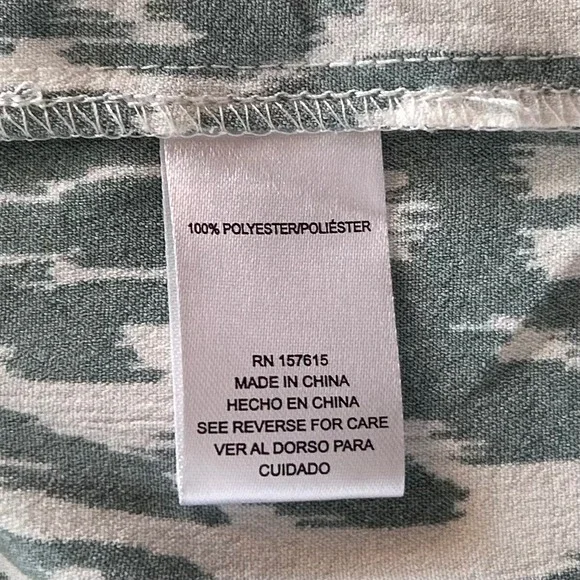 100% POLYESTER/POLIÉSTER
RN 157615
MADE IN CHINA
HECHO EN CHINA
SEE REVERSE FOR CARE
VER AL DORSO PARA
CUIDADO